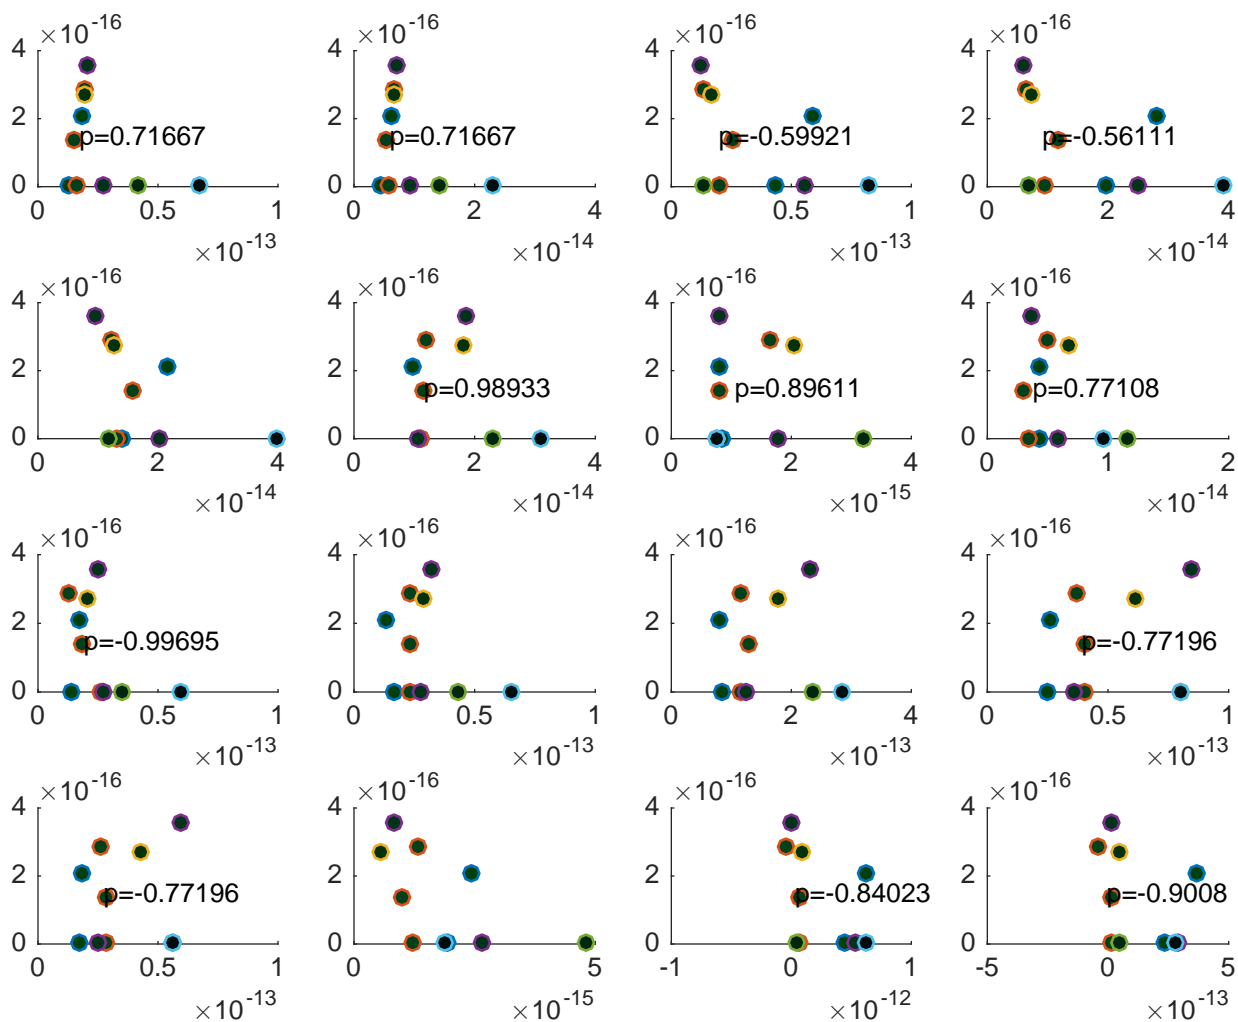 ×10^-16 ×10^-16 ×10^-16 ×10^-16
4 4 4 4
2 2 2 2
p=0.71667 p=0.71667 p=-0.59921 p=-0.56111
0 0 0 0
0 0.5 1 0 2 4 0 0.5 1 0 2 4
×10^-13 ×10^-14 ×10^-13 ×10^-14
×10^-16 ×10^-16 ×10^-16 ×10^-16
4 4 4 4
2 2 2 2
p=0.98933 p=0.89611 p=0.77108
0 0 0 0
0 2 4 0 2 4 0 2 4 0 1 2
×10^-14 ×10^-14 ×10^-15 ×10^-14
×10^-16 ×10^-16 ×10^-16 ×10^-16
4 4 4 4
2 2 2 2
p=-0.99695 p=-0.77196
0 0 0 0
0 0.5 1 0 0.5 1 0 2 4 0 0.5 1
×10^-13 ×10^-13 ×10^-13 ×10^-13
×10^-16 ×10^-16 ×10^-16 ×10^-16
4 4 4 4
2 2 2 2
p=-0.77196 p=-0.84023 p=-0.9008
0 0 0 0
0 0.5 1 0 5 -1 0 1 -5 0 5
×10^-13 ×10^-15 ×10^-12 ×10^-13